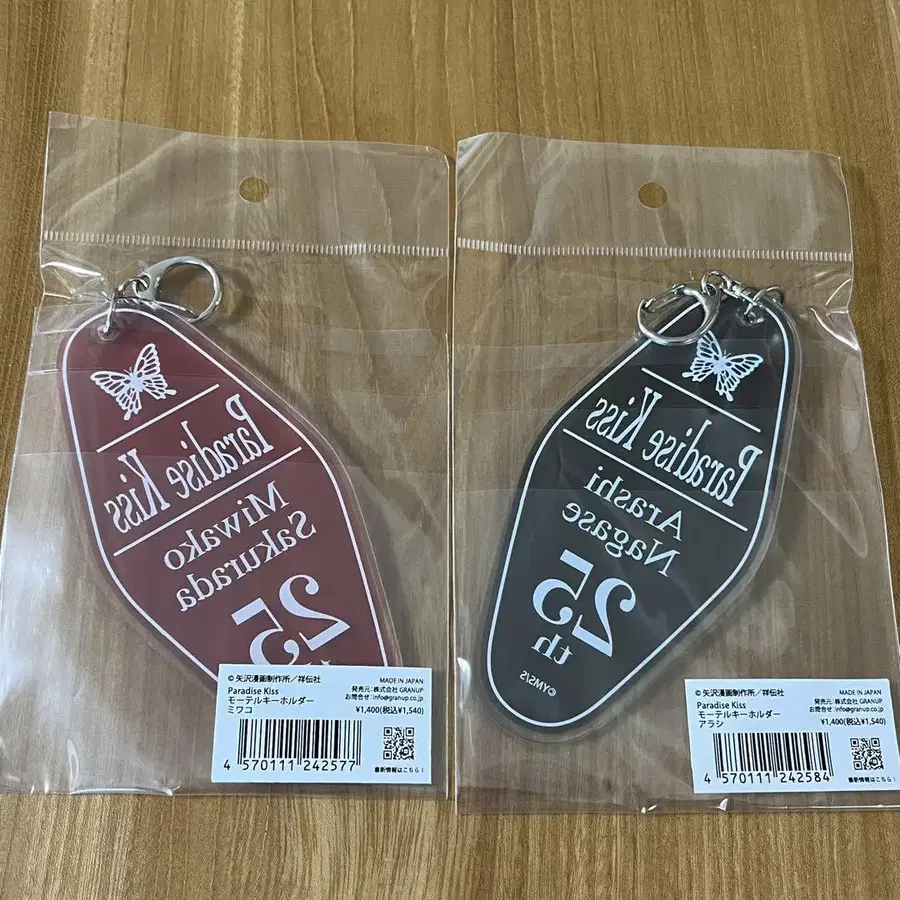 Paradise Kiss
Miwako
Sakurada
25
© 矢沢漫画制作所／祥伝社
Paradise Kiss
モーテルキーホルダー
ミワコ
MADE IN JAPAN
発売元:株式会社 GRANUP
お問合せ:info@granup.co.jp
¥1,400(税込¥1,540)
4 570111 242577
最新情報はこちら！
Paradise Kiss
Arashi
Nagase
25
th
©YMS/S
© 矢沢漫画制作所／祥伝社
Paradise Kiss
モーテルキーホルダー
アラシ
MADE IN JAPAN
発売元:株式会社 GRANUP
お問合せ:info@granup.co.jp
¥1,400(税込¥1,540)
4 570111 242584
最新情報はこちら！